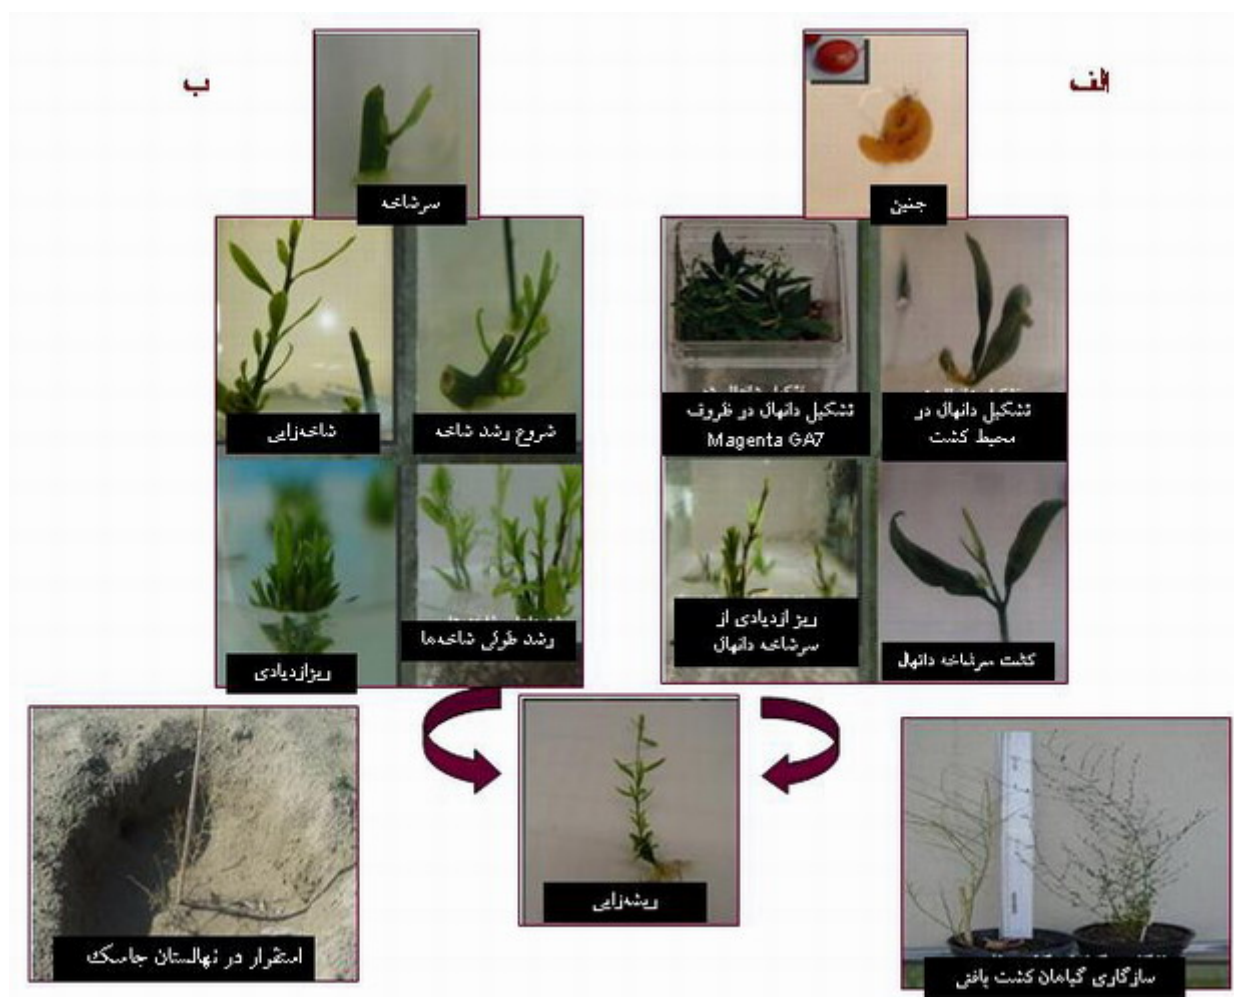 الف
ب
جنین
سرشاخه
تشکیل دانهال در
محیط کشت
تشکیل دانهال در ظروف
Magenta GA7
شروع رشد شاخه
شاخه‌زایی
کشت سرشاخه دانهال
ریز ازدیادی از
سرشاخه دانهال
رشد طولی شاخه‌ها
ریزازدیادی
ریشه‌زایی
سازگاری گیاهان کشت بافتی
استقرار در نهالستان جاسک